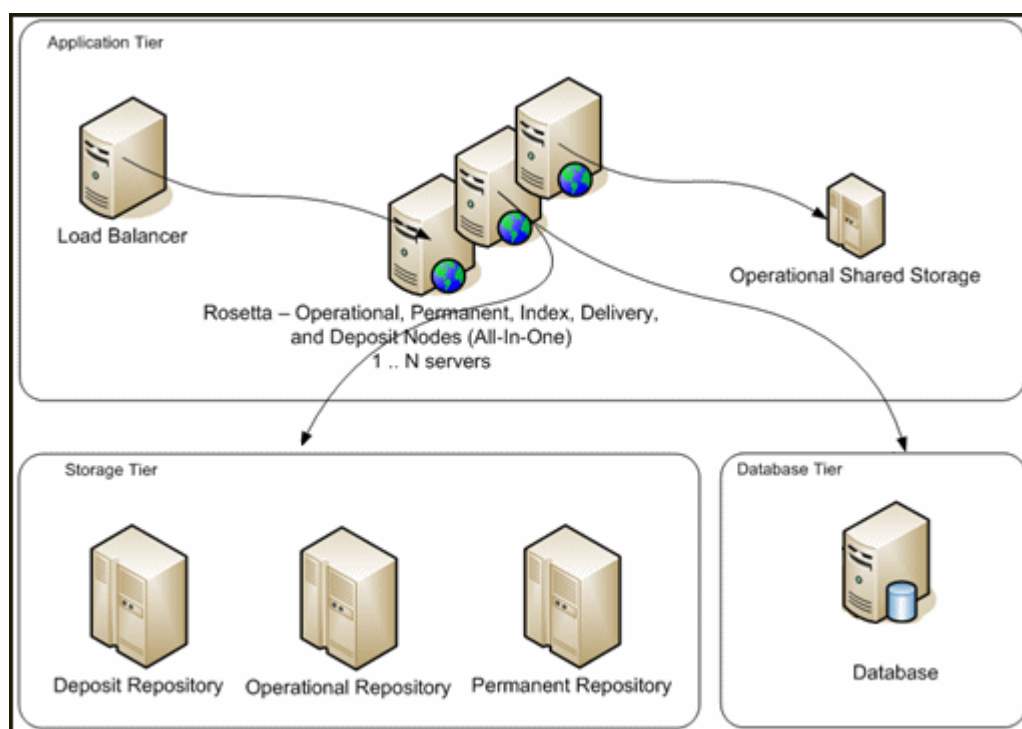 Application Tier
Load Balancer
Operational Shared Storage
Rosetta – Operational, Permanent, Index, Delivery,
and Deposit Nodes (All-In-One)
1 .. N servers
Storage Tier
Deposit Repository
Operational Repository
Permanent Repository
Database Tier
Database